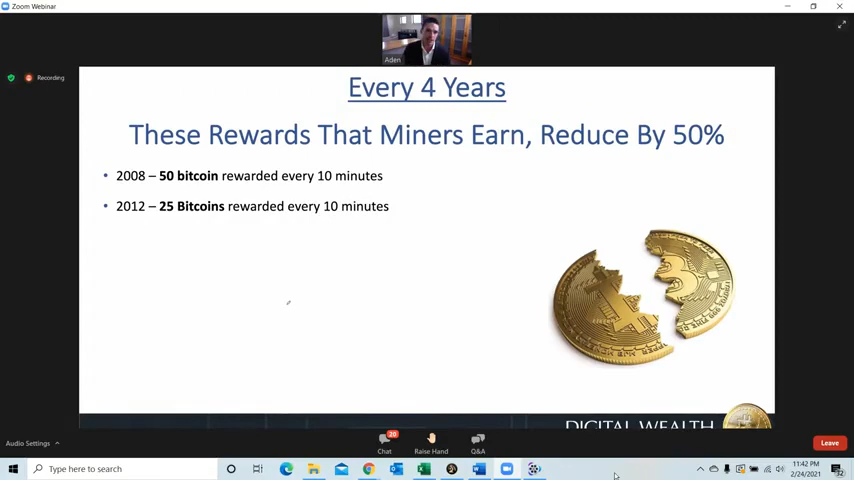 Zoom Webinar
Aden
Recording
Every 4 Years
These Rewards That Miners Earn, Reduce By 50%
• 2008 – 50 bitcoin rewarded every 10 minutes
• 2012 – 25 Bitcoins rewarded every 10 minutes
DIGITAL WEALTH
Audio Settings
20
Chat
Raise Hand
Q&A
Leave
Type here to search
11:42 PM
2/24/2021
32